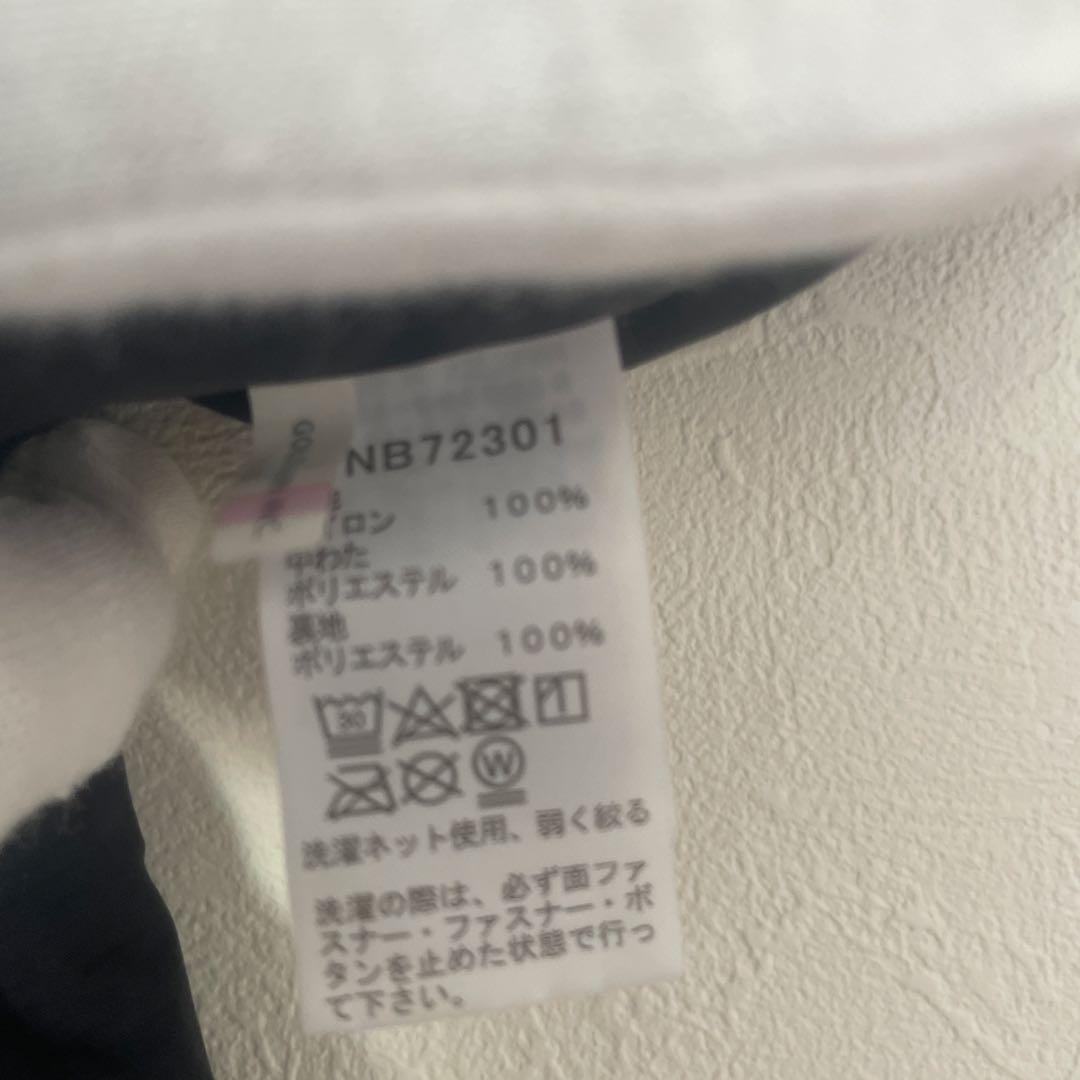 NB72301
イロン 100%
中わた
ポリエステル 100%
裏地
ポリエステル 100%
30
W
洗濯ネット使用、弱く絞る
洗濯の際は、必ず面ファ
スナー・ファスナー・ボ
タンを止めた状態で行っ
て下さい。